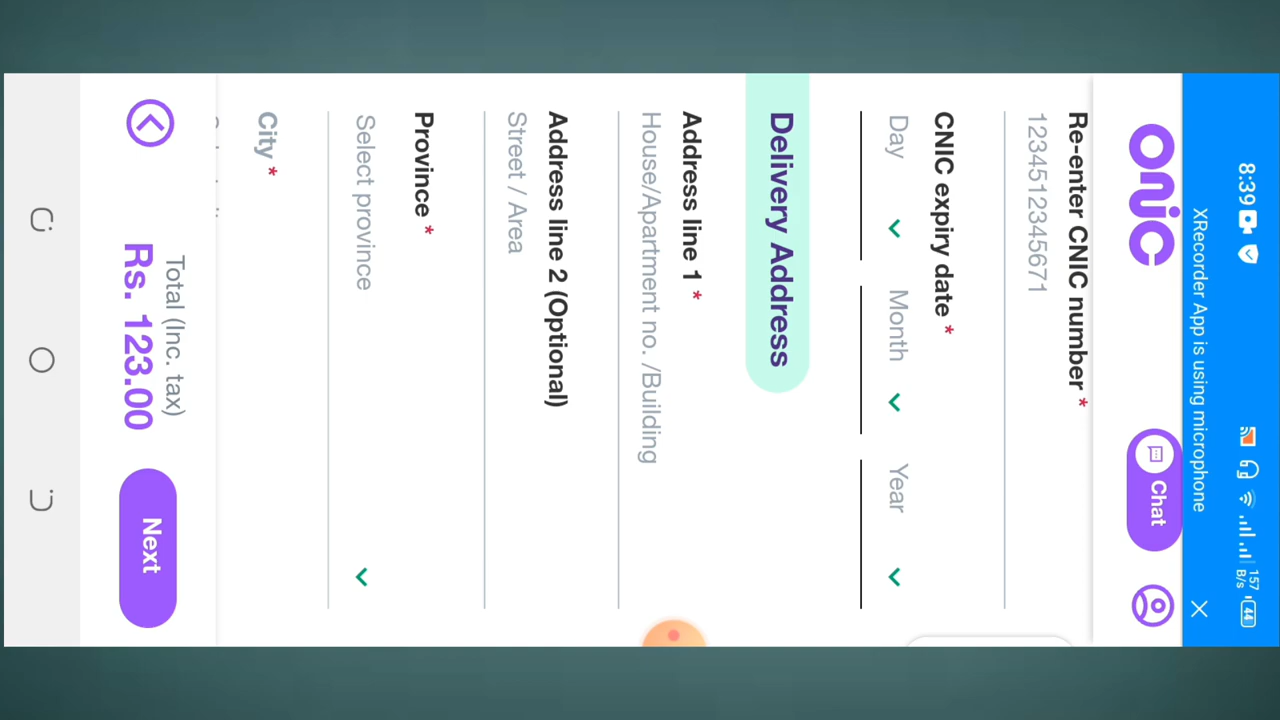 8:39
157
B/s
44
XRecorder App is using microphone
onic
Chat
Re-enter CNIC number *
1234512345671
CNIC expiry date *
Day
Month
Year
Delivery Address
Address line 1 *
House/Apartment no. /Building
Address line 2 (Optional)
Street / Area
Province *
Select province
City *
Total (Inc. tax)
Rs. 123.00
Next